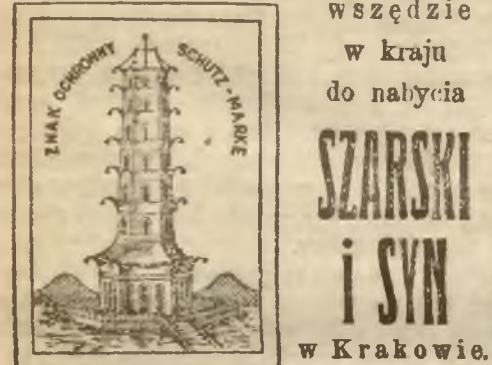 ZNAK OCHRONNY SCHUTZ-MARKE
wszędzie
w kraju
do nabycia
SZARSKI
i SYN
w Krakowie.